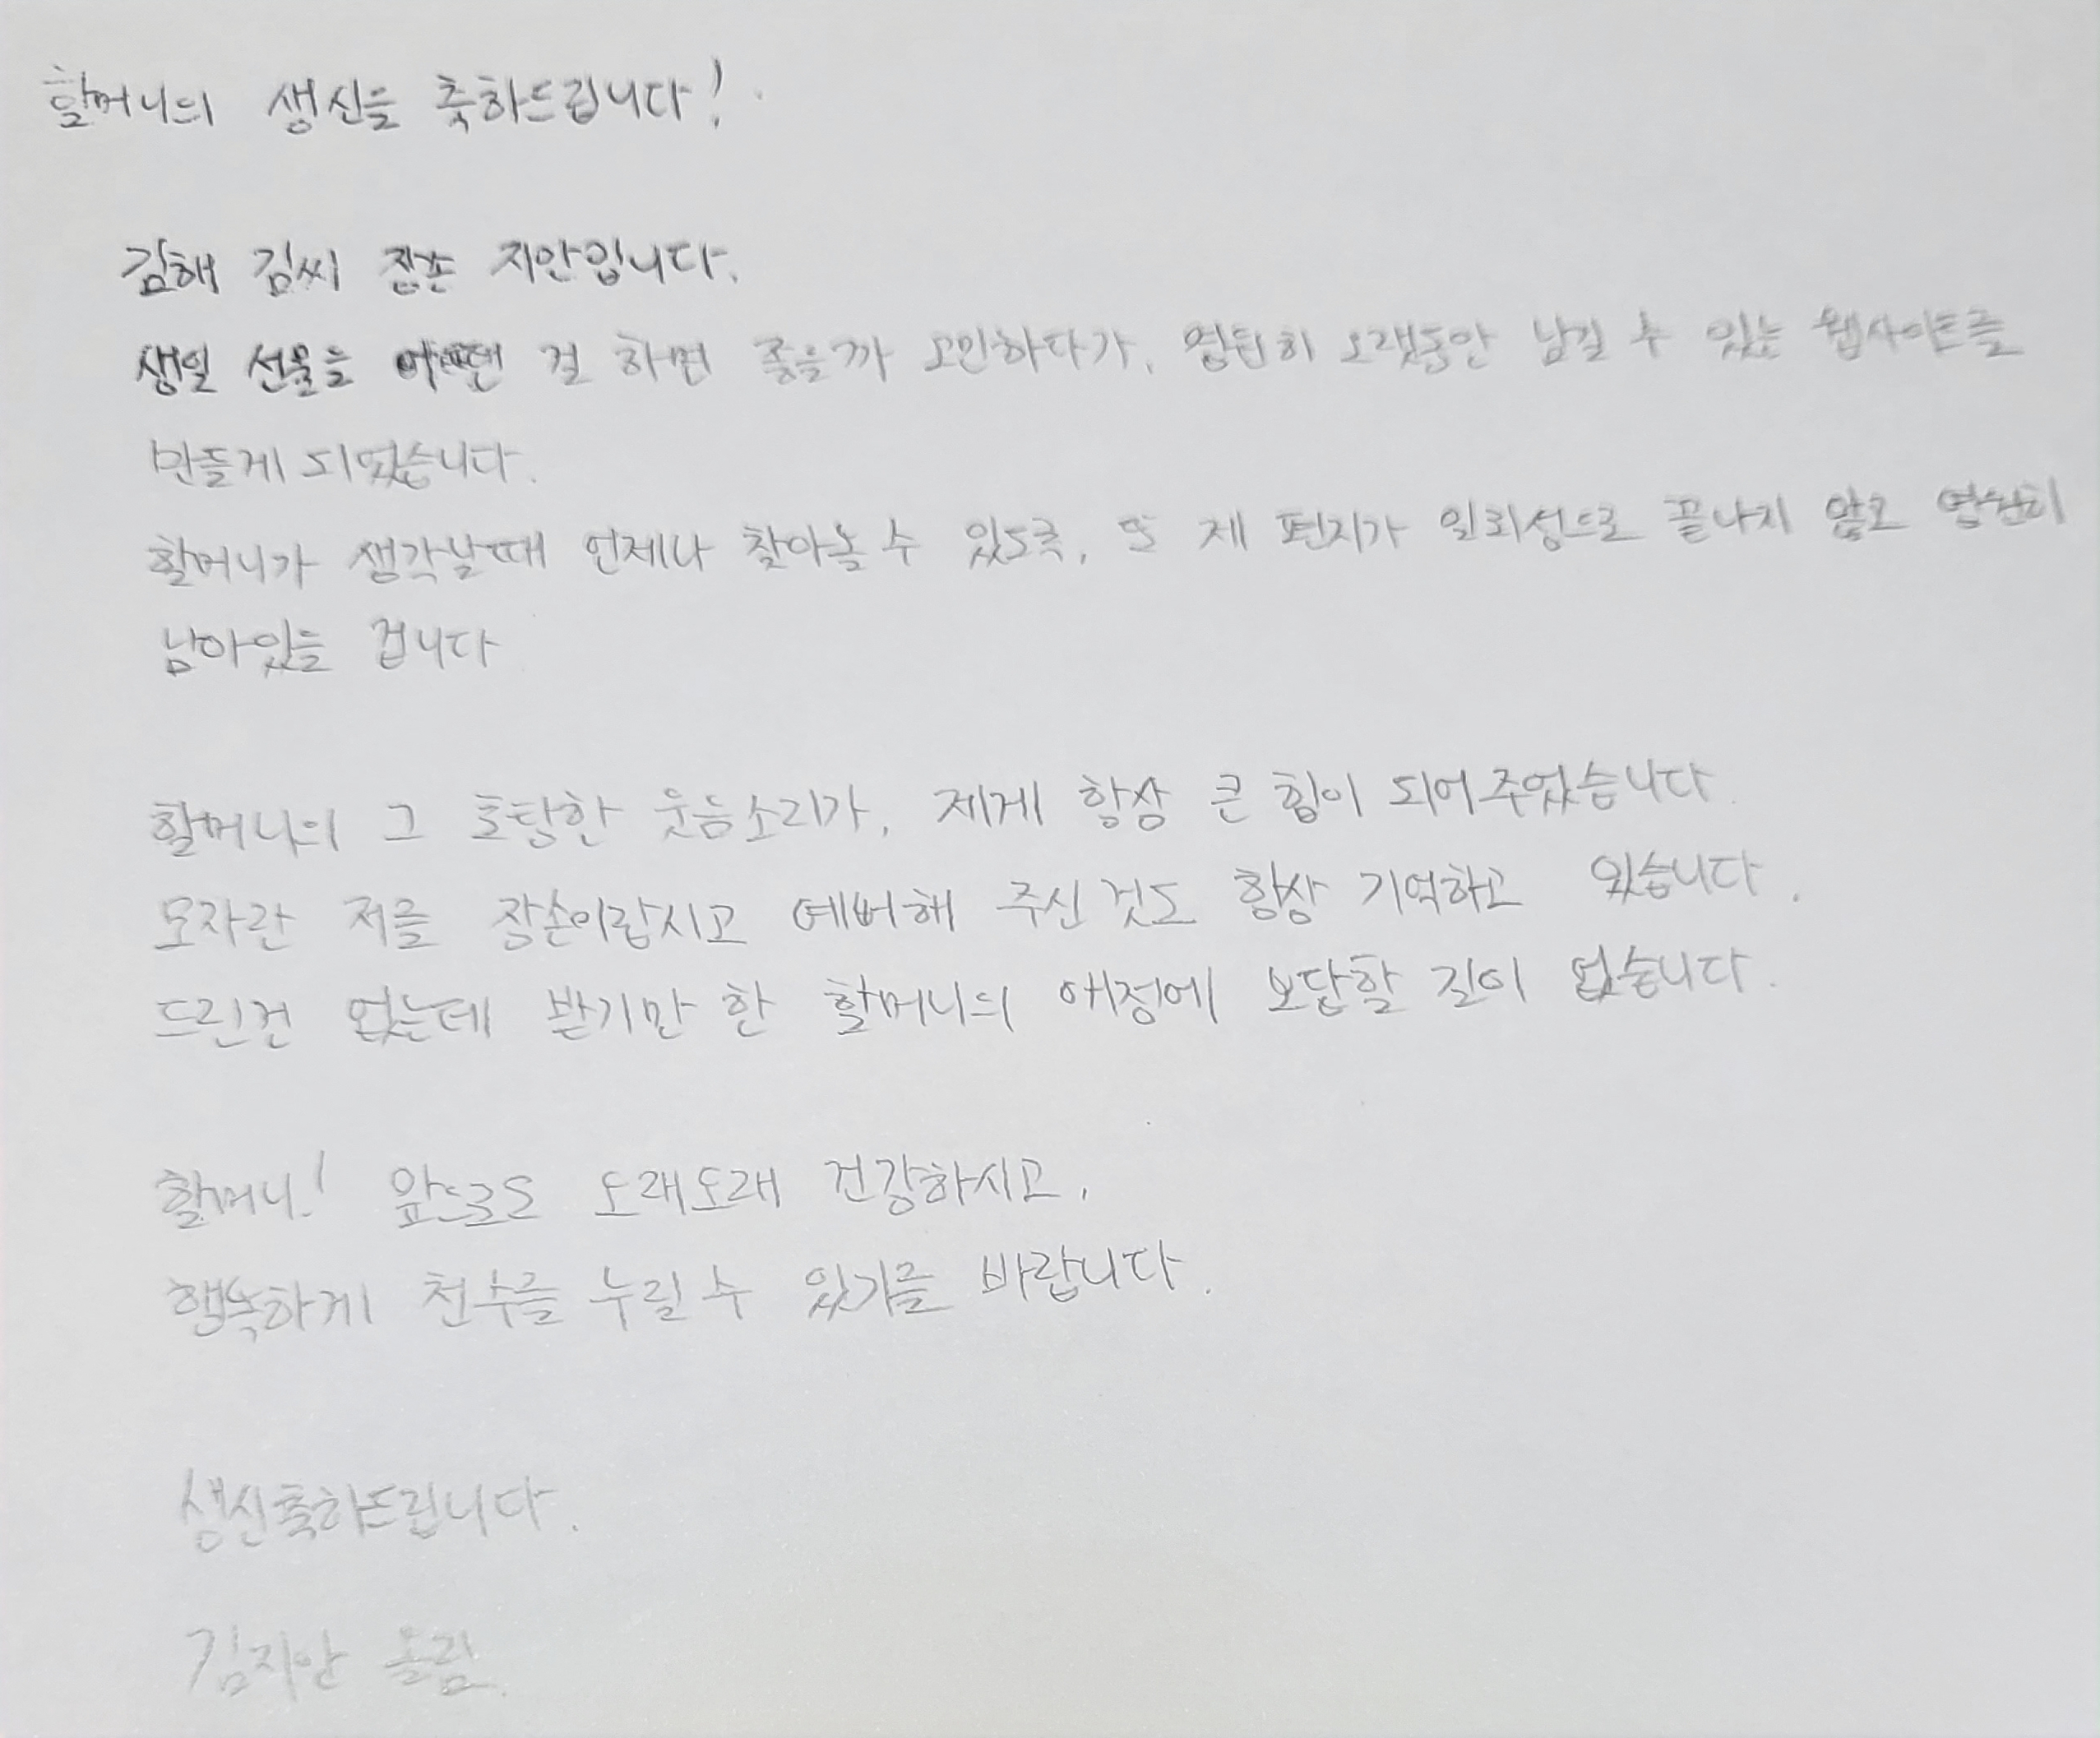 할머니의 생신을 축하드립니다!
김해 김씨 장손 지안입니다.
생일 선물을 어떤 걸 하면 좋을까 고민하다가, 영원히 오랫동안 남길 수 있는 웹사이트를
만들게 되었습니다.
할머니가 생각날때 언제나 찾아올 수 있도록, 또 제 편지가 일회성으로 끝나지 않고 영원히
남아있을 겁니다
할머니의 그 호탕한 웃음소리가, 제게 항상 큰 힘이 되어주었습니다.
모자란 저를 장손이랍시고 예뻐해 주신것도 항상 기억하고 있습니다.
드린건 없는데 받기만 한 할머니의 애정에 보답할 길이 없습니다.
할머니! 앞으로도 오래오래 건강하시고,
행복하게 천수를 누릴 수 있기를 바랍니다.
생신축하드립니다.
김지안 올림.